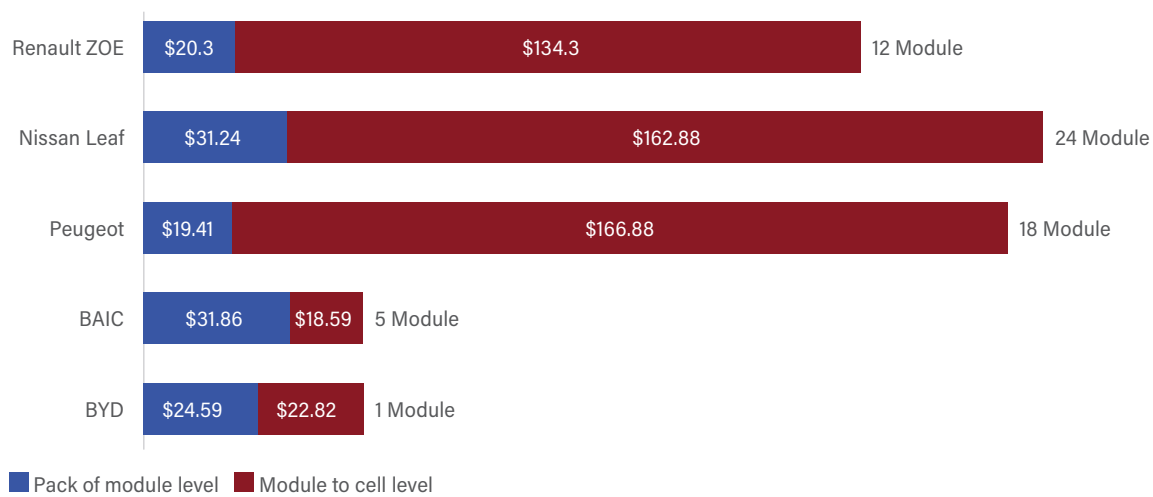 Renault ZOE $20.3 $134.3 12 Module
Nissan Leaf $31.24 $162.88 24 Module
Peugeot $19.41 $166.88 18 Module
BAIC $31.86 $18.59 5 Module
BYD $24.59 $22.82 1 Module
Pack of module level Module to cell level